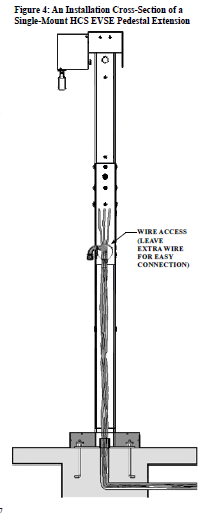 Figure 4: An Installation Cross-Section of a
Single-Mount HCS EVSE Pedestal Extension
WIRE ACCESS
(LEAVE
EXTRA WIRE
FOR EASY
CONNECTION)
7